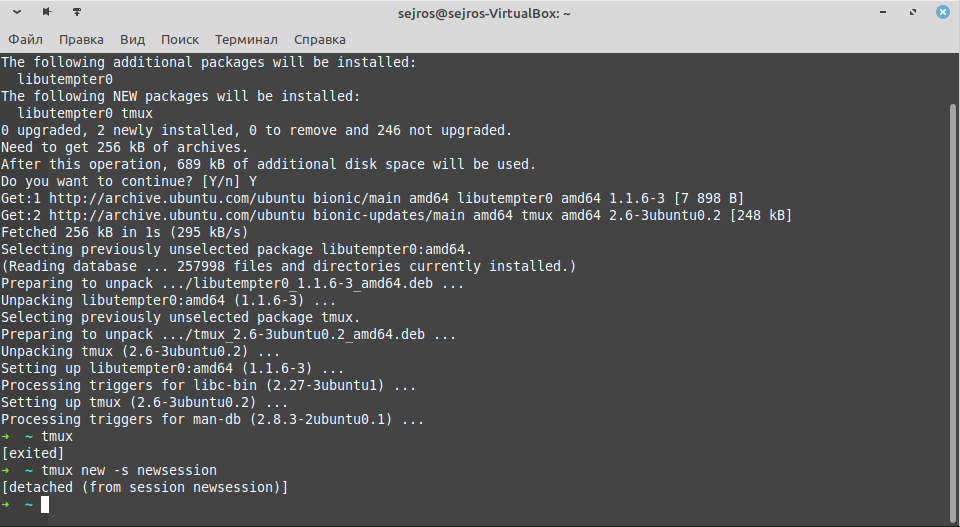 sejros@sejros-VirtualBox: ~
Файл Правка Вид Поиск Терминал Справка
The following additional packages will be installed:
  libutempter0
The following NEW packages will be installed:
  libutempter0 tmux
0 upgraded, 2 newly installed, 0 to remove and 246 not upgraded.
Need to get 256 kB of archives.
After this operation, 689 kB of additional disk space will be used.
Do you want to continue? [Y/n] Y
Get:1 http://archive.ubuntu.com/ubuntu bionic/main amd64 libutempter0 amd64 1.1.6-3 [7 898 B]
Get:2 http://archive.ubuntu.com/ubuntu bionic-updates/main amd64 tmux amd64 2.6-3ubuntu0.2 [248 kB]
Fetched 256 kB in 1s (295 kB/s)
Selecting previously unselected package libutempter0:amd64.
(Reading database ... 257998 files and directories currently installed.)
Preparing to unpack .../libutempter0_1.1.6-3_amd64.deb ...
Unpacking libutempter0:amd64 (1.1.6-3) ...
Selecting previously unselected package tmux.
Preparing to unpack .../tmux_2.6-3ubuntu0.2_amd64.deb ...
Unpacking tmux (2.6-3ubuntu0.2) ...
Setting up libutempter0:amd64 (1.1.6-3) ...
Processing triggers for libc-bin (2.27-3ubuntu1) ...
Setting up tmux (2.6-3ubuntu0.2) ...
Processing triggers for man-db (2.8.3-2ubuntu0.1) ...
➜  ~ tmux
[exited]
➜  ~ tmux new -s newsession
[detached (from session newsession)]
➜  ~